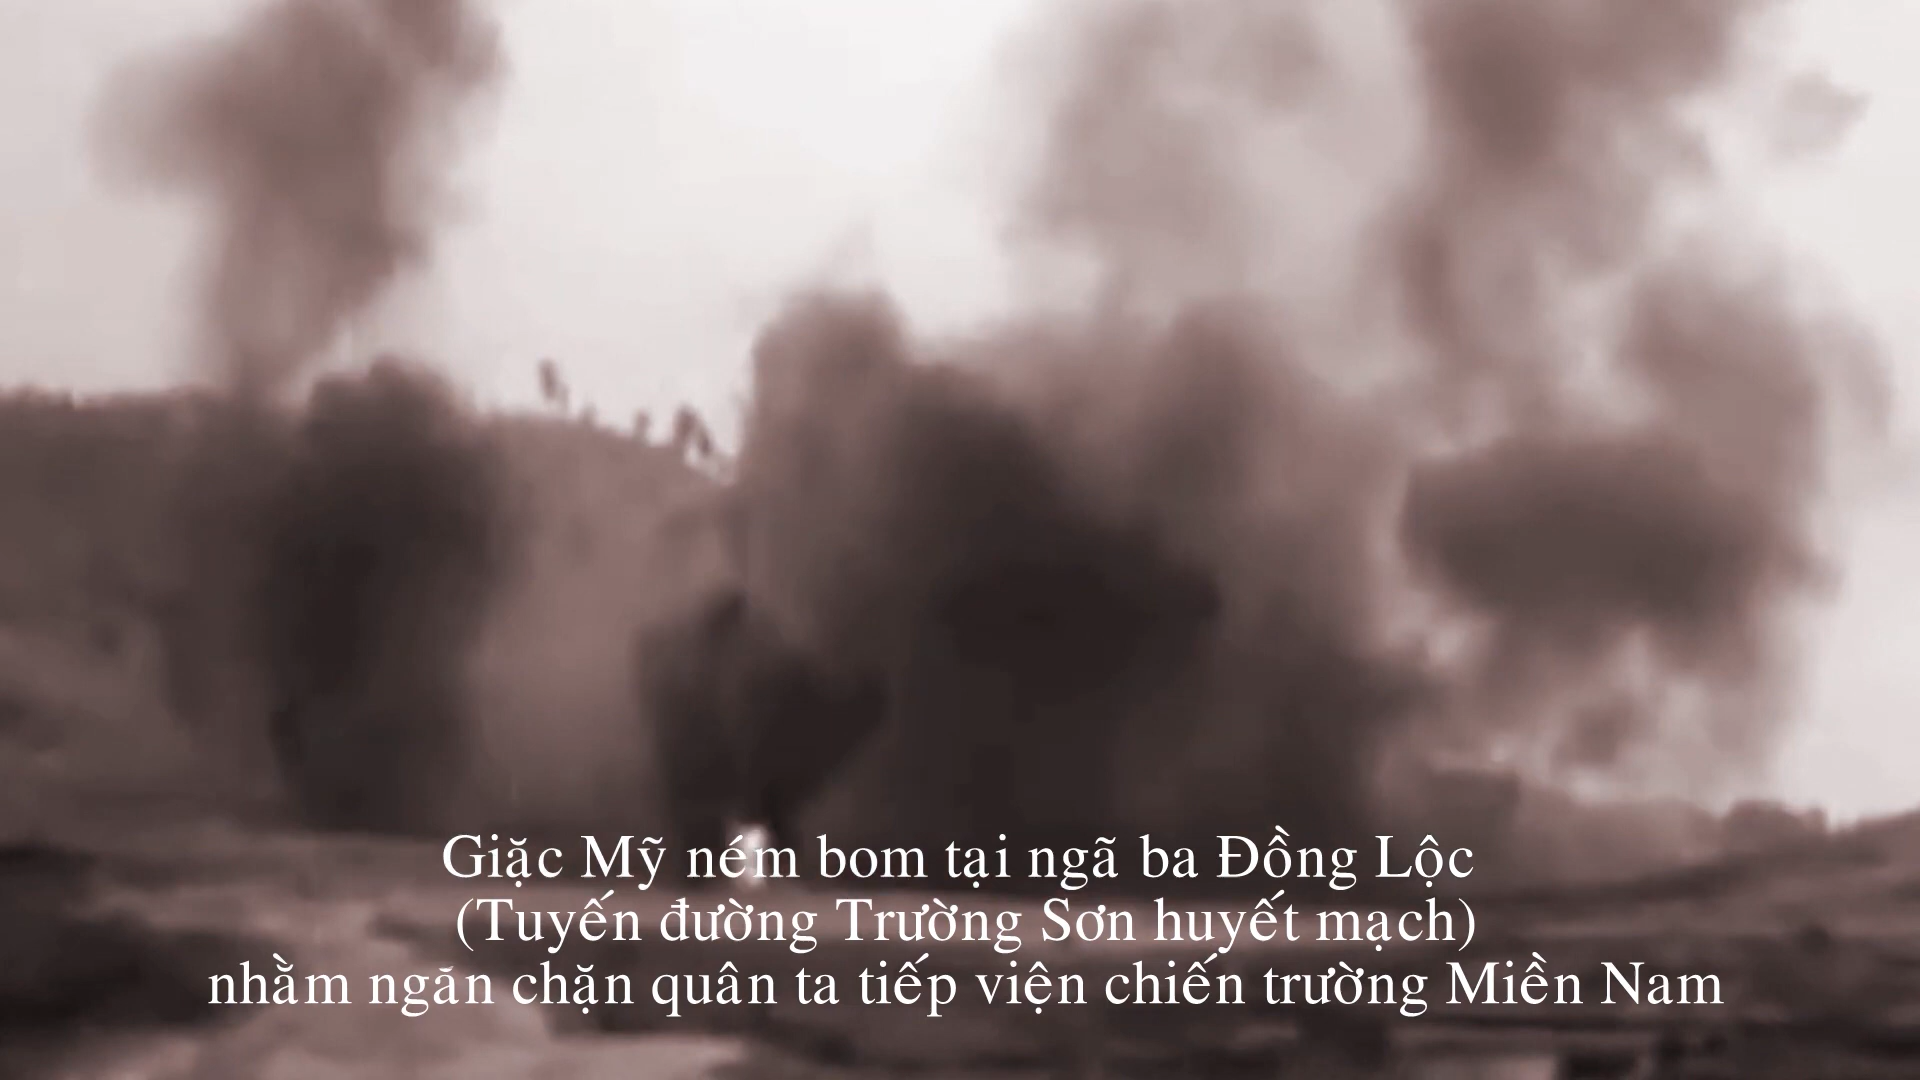 Giặc Mỹ ném bom tại ngã ba Đồng Lộc
(Tuyến đường Trường Sơn huyết mạch)
nhằm ngăn chặn quân ta tiếp viện chiến trường Miền Nam